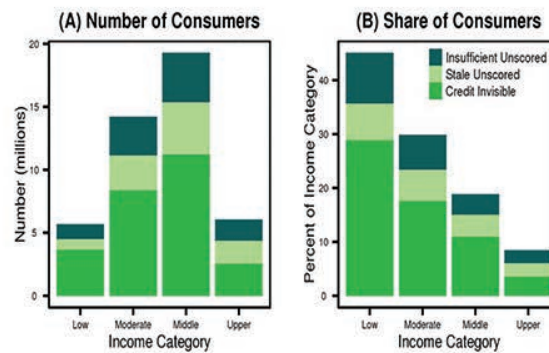 (A) Number of Consumers
Number (millions)
20
15
10
5
0
Low Moderate Middle Upper
Income Category
(B) Share of Consumers
Insufficient Unscored
Stale Unscored
Credit Invisible
Percent of Income Category
40
30
20
10
0
Low Moderate Middle Upper
Income Category